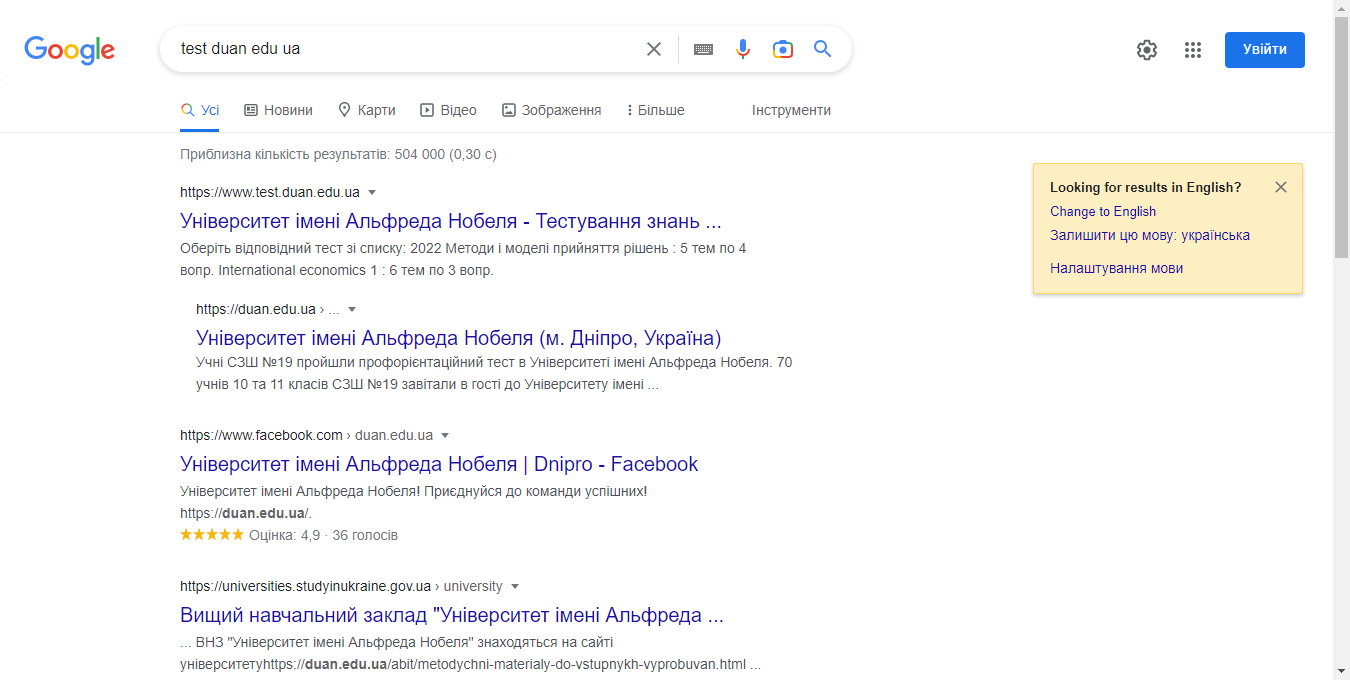 Google
test duan edu ua
Увійти
Усі
Новини
Карти
Відео
Зображення
Більше
Інструменти
Приблизна кількість результатів: 504 000 (0,30 с)
https://www.test.duan.edu.ua
Університет імені Альфреда Нобеля - Тестування знань ...
Оберіть відповідний тест зі списку: 2022 Методи і моделі прийняття рішень : 5 тем по 4
вопр. International economics 1 : 6 тем по 3 вопр.
https://duan.edu.ua › ...
Університет імені Альфреда Нобеля (м. Дніпро, Україна)
Учні СЗШ №19 пройшли профорієнтаційний тест в Університеті імені Альфреда Нобеля. 70
учнів 10 та 11 класів СЗШ №19 завітали в гості до Університету імені ...
https://www.facebook.com › duan.edu.ua
Університет імені Альфреда Нобеля | Dnipro - Facebook
Університет імені Альфреда Нобеля! Приєднуйся до команди успішних!
https://duan.edu.ua/.
Оцінка: 4,9 · 36 голосів
https://universities.studyinukraine.gov.ua › university
Вищий навчальний заклад "Університет імені Альфреда ...
... ВНЗ "Університет імені Альфреда Нобеля" знаходяться на сайті
університетуhttps://duan.edu.ua/abit/metodychni-materialy-do-vstupnykh-vyprobuvan.html ...
Looking for results in English?
Change to English
Залишити цю мову: українська
Налаштування мови